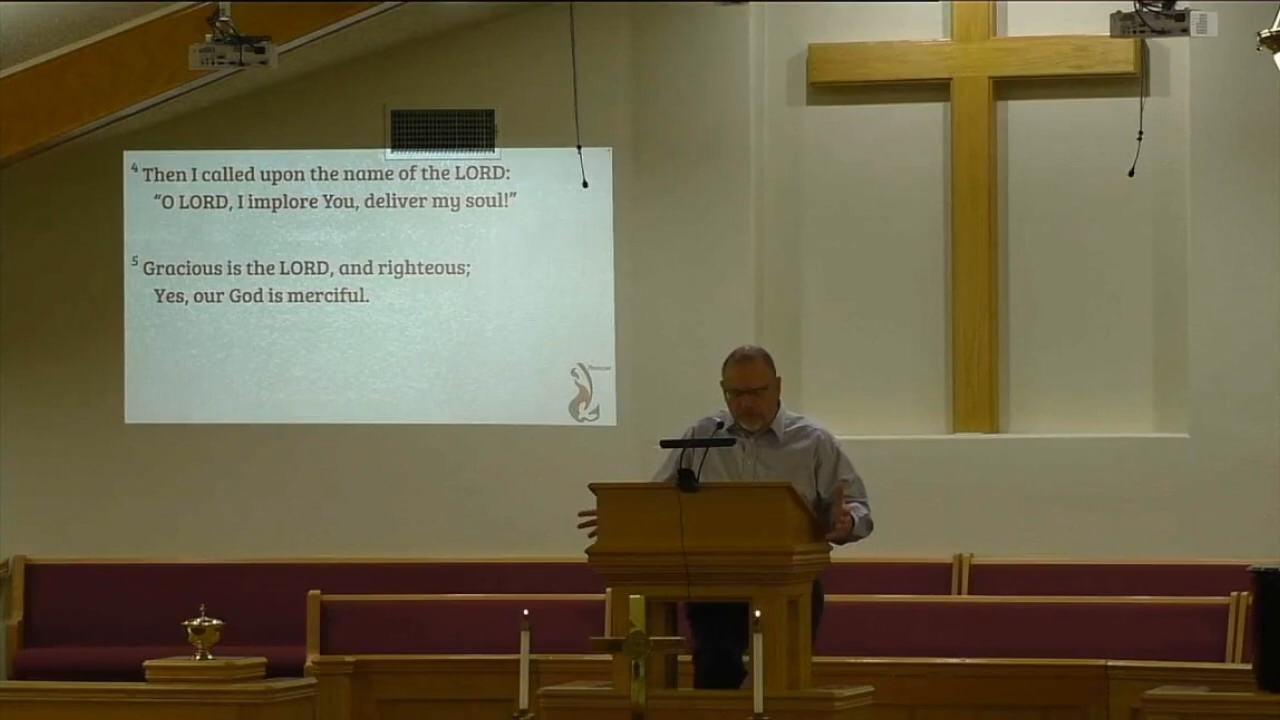 4 Then I called upon the name of the LORD:
“O LORD, I implore You, deliver my soul!”
5 Gracious is the LORD, and righteous;
Yes, our God is merciful.